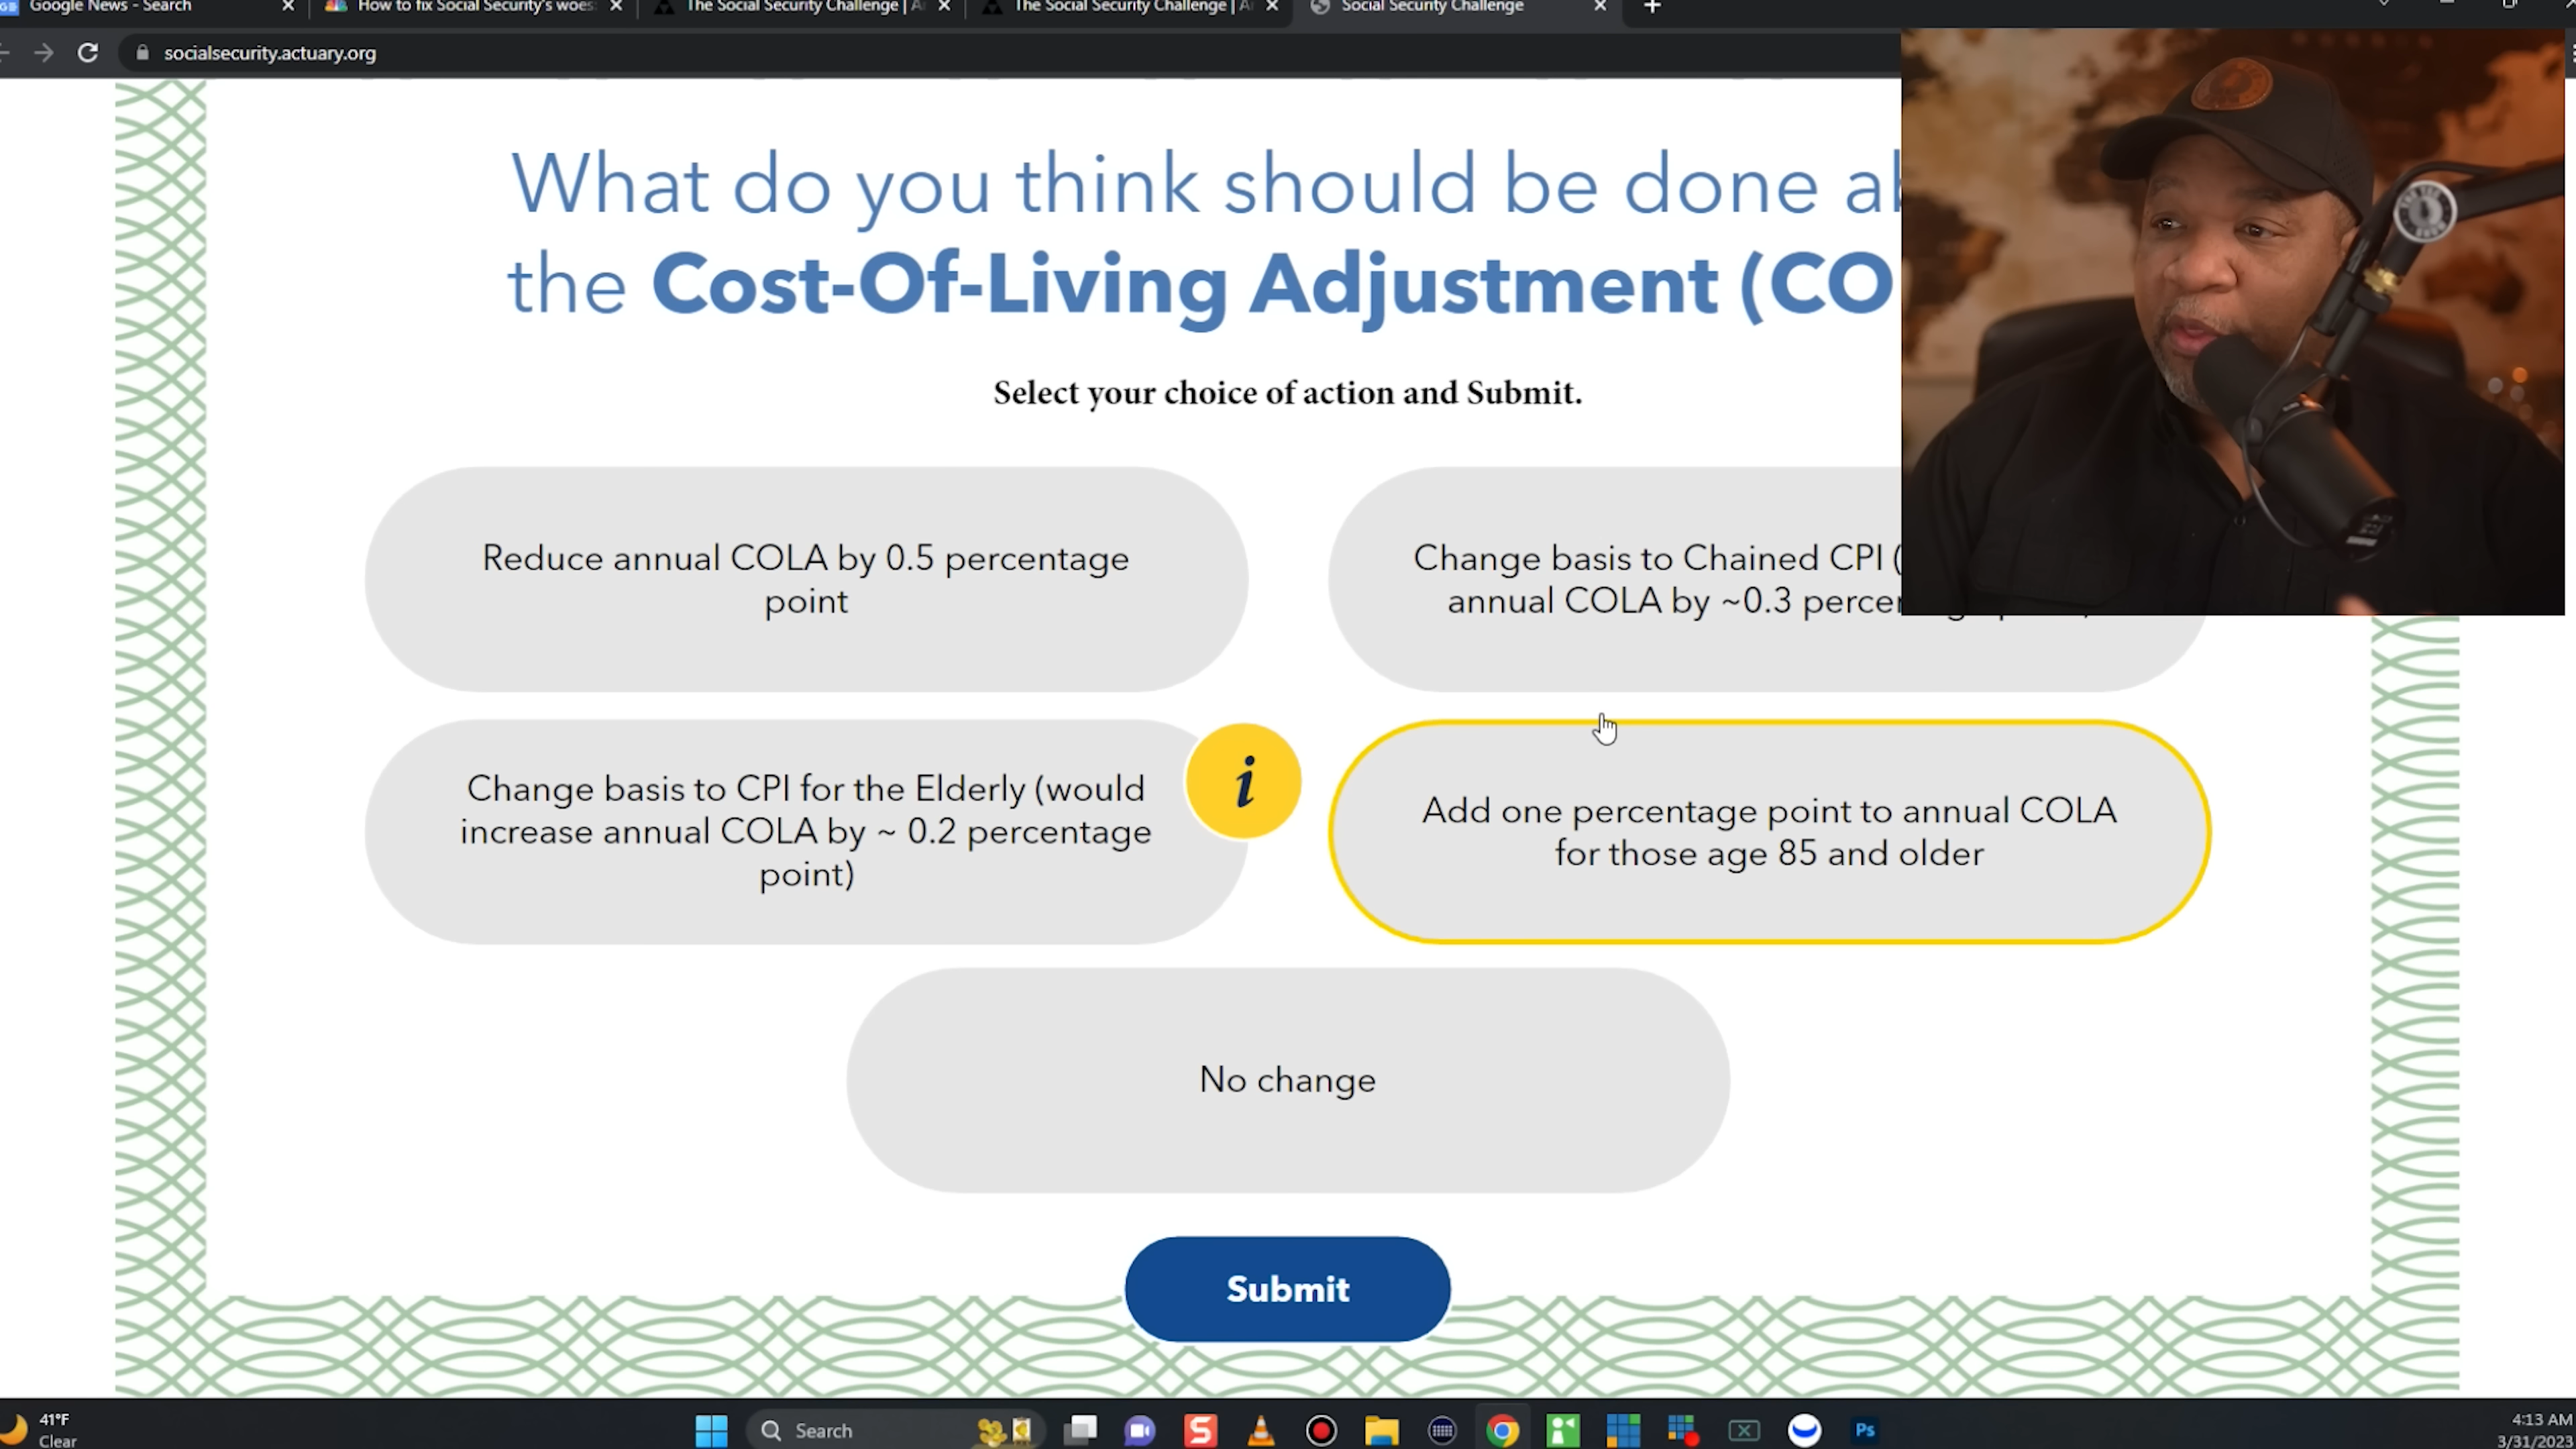 Google News - Search
How to fix Social Security's woes
The Social Security Challenge | A
The Social Security Challenge | A
Social Security Challenge
socialsecurity.actuary.org
What do you think should be done
the Cost-Of-Living Adjustment (CO
Select your choice of action and Submit.
Reduce annual COLA by 0.5 percentage
point
Change basis to Chained CPI (
annual COLA by ~0.3
Change basis to CPI for the Elderly (would
increase annual COLA by ~ 0.2 percentage
point)
i
Add one percentage point to annual COLA
for those age 85 and older
No change
Submit
41°F
Clear
Search
S
Ps
4:13 AM
3/31/2023